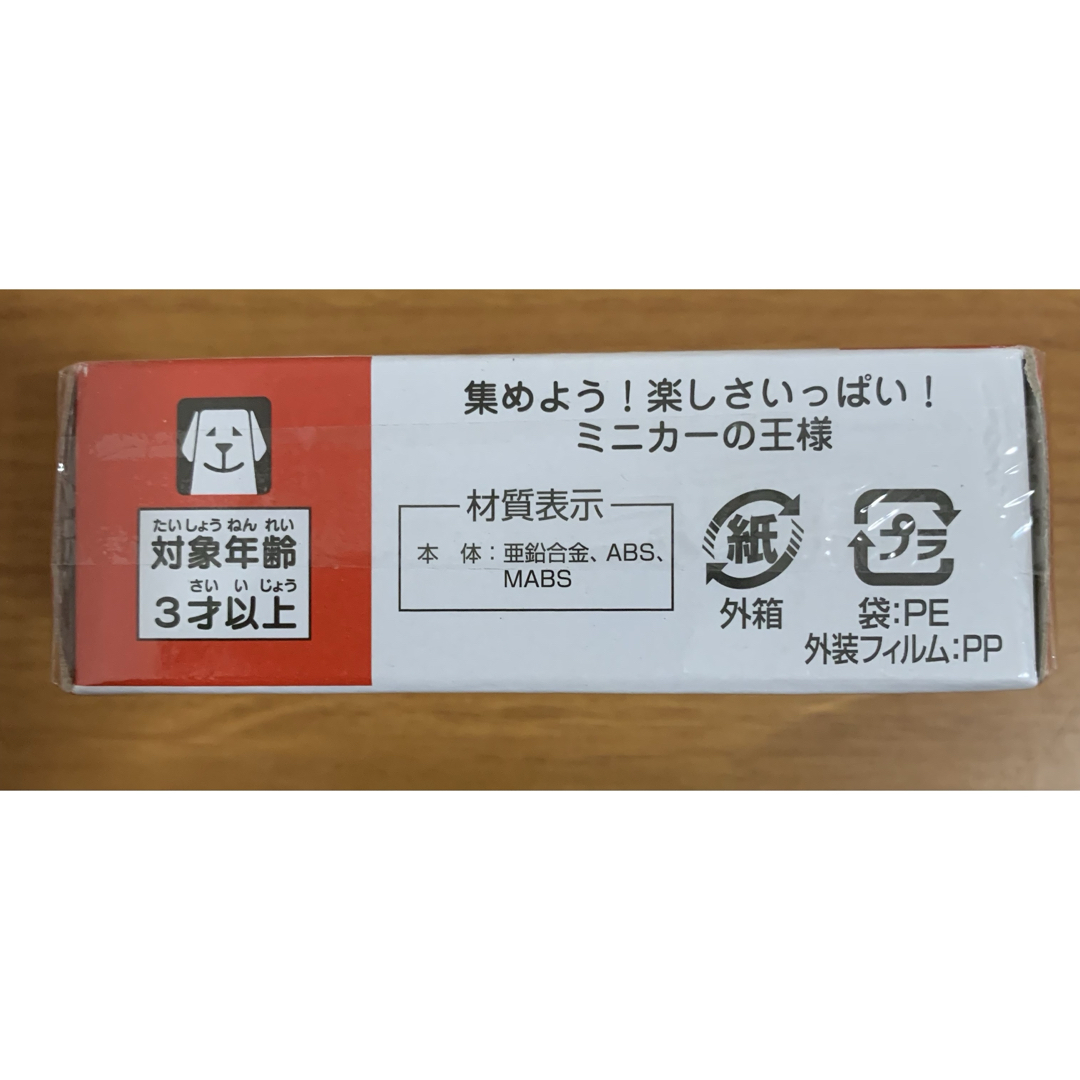 集めよう！楽しさいっぱい！
ミニカーの王様
たいしょうねんれい
対象年齢
さいいじょう
3才以上
材質表示
本体：亜鉛合金、ABS、
MABS
紙
外箱
プラ
袋:PE
外装フィルム:PP